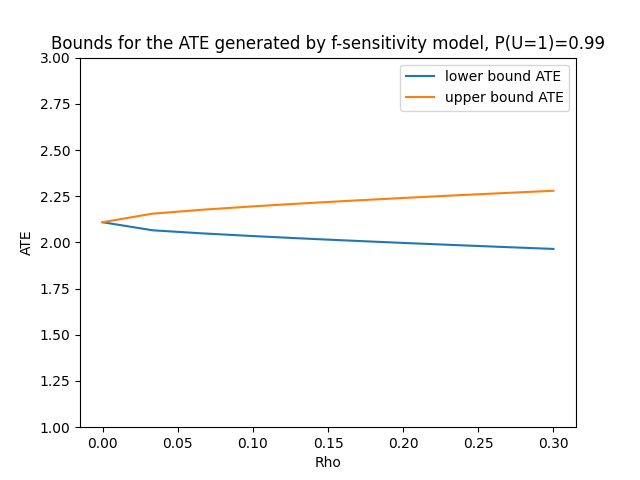 Bounds for the ATE generated by f-sensitivity model, P(U=1)=0.99
lower bound ATE
upper bound ATE
3.00
2.75
2.50
2.25
2.00
1.75
1.50
1.25
1.00
ATE
0.00 0.05 0.10 0.15 0.20 0.25 0.30
Rho